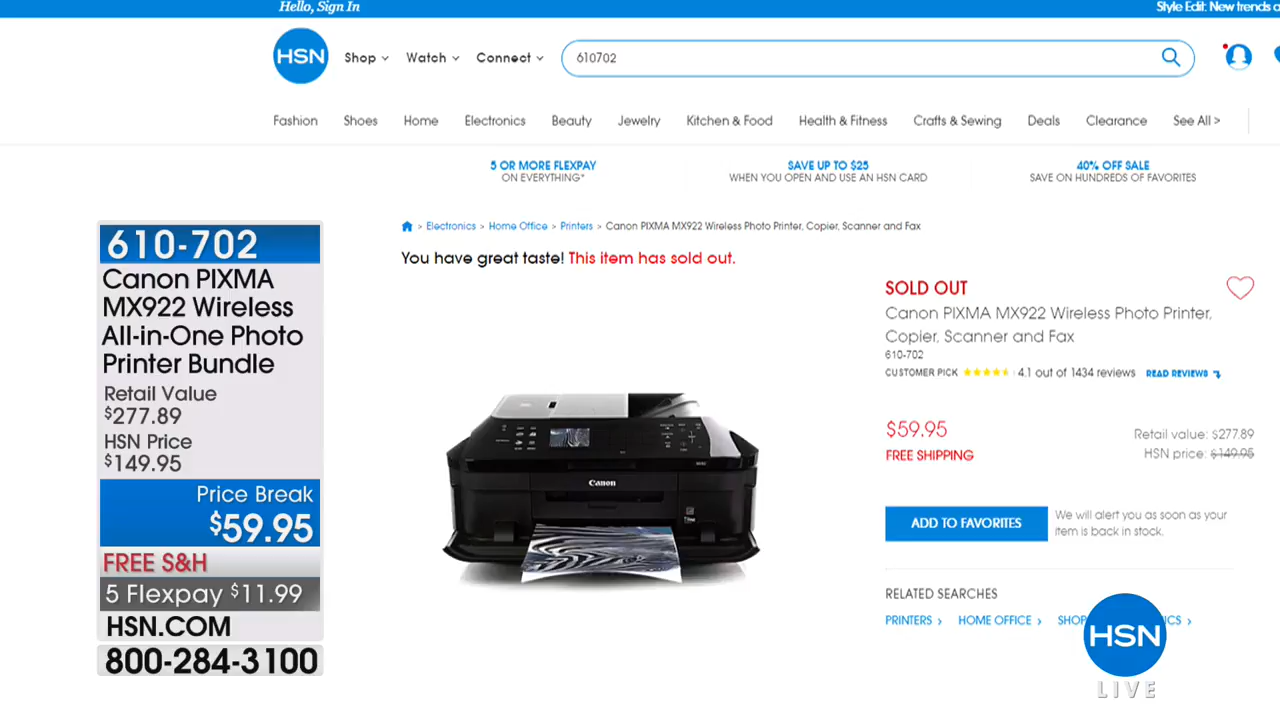 Hello, Sign In
Style Edit: New trends a
HSN
Shop
Watch
Connect
610702
Fashion
Shoes
Home
Electronics
Beauty
Jewelry
Kitchen & Food
Health & Fitness
Crafts & Sewing
Deals
Clearance
See All >
5 OR MORE FLEXPAY
ON EVERYTHING*
SAVE UP TO $25
WHEN YOU OPEN AND USE AN HSN CARD
40% OFF SALE
SAVE ON HUNDREDS OF FAVORITES
610-702
Canon PIXMA
MX922 Wireless
All-in-One Photo
Printer Bundle
Retail Value
$277.89
HSN Price
$149.95
Price Break
$59.95
FREE S&H
5 Flexpay $11.99
HSN.COM
800-284-3100
> Electronics > Home Office > Printers > Canon PIXMA MX922 Wireless Photo Printer, Copier, Scanner and Fax
You have great taste! This item has sold out.
Canon
SOLD OUT
Canon PIXMA MX922 Wireless Photo Printer,
Copier, Scanner and Fax
610-702
CUSTOMER PICK 4.1 out of 1434 reviews READ REVIEWS
$59.95
Retail value: $277.89
FREE SHIPPING
HSN price: $149.95
ADD TO FAVORITES
We will alert you as soon as your
item is back in stock.
RELATED SEARCHES
PRINTERS > HOME OFFICE > SHOP ICS >
HSN
LIVE